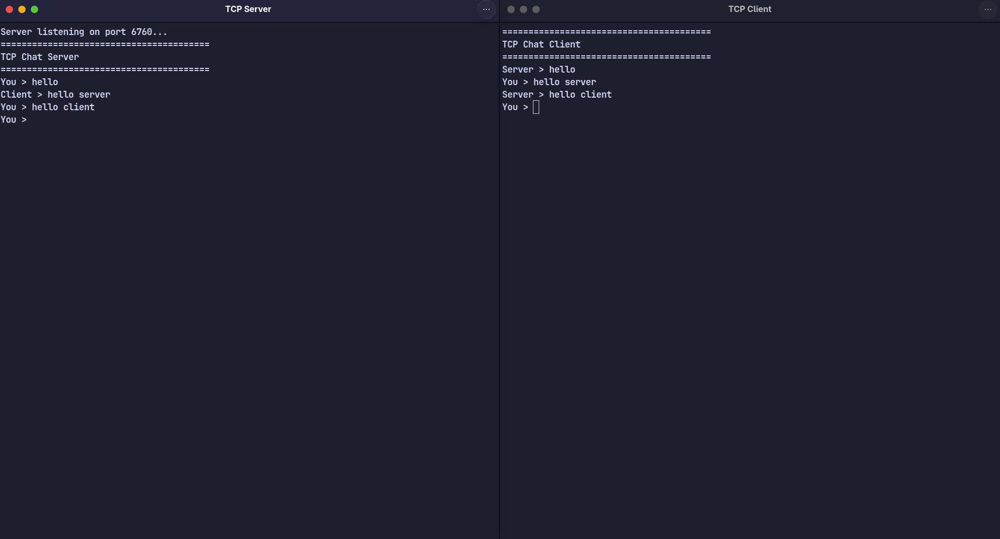 TCP Server
...
Server listening on port 6760...
========================================
TCP Chat Server
========================================
You > hello
Client > hello server
You > hello client
You >
TCP Client
...
========================================
TCP Chat Client
========================================
Server > hello
You > hello server
Server > hello client
You >